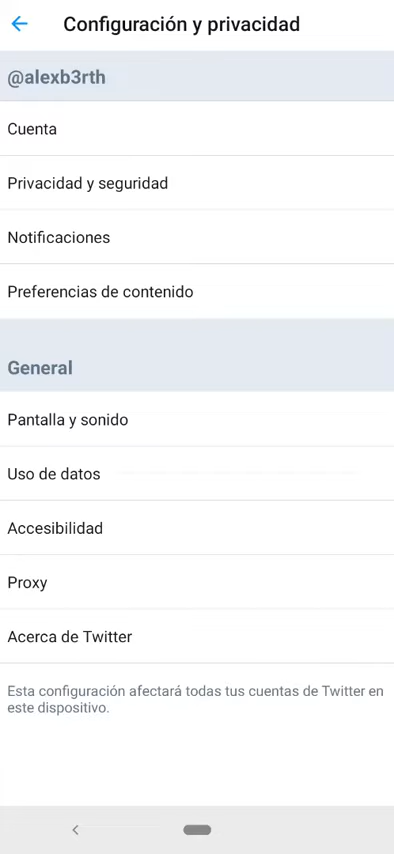 Configuración y privacidad
@alexb3rth
Cuenta
Privacidad y seguridad
Notificaciones
Preferencias de contenido
General
Pantalla y sonido
Uso de datos
Accesibilidad
Proxy
Acerca de Twitter
Esta configuración afectará todas tus cuentas de Twitter en
este dispositivo.